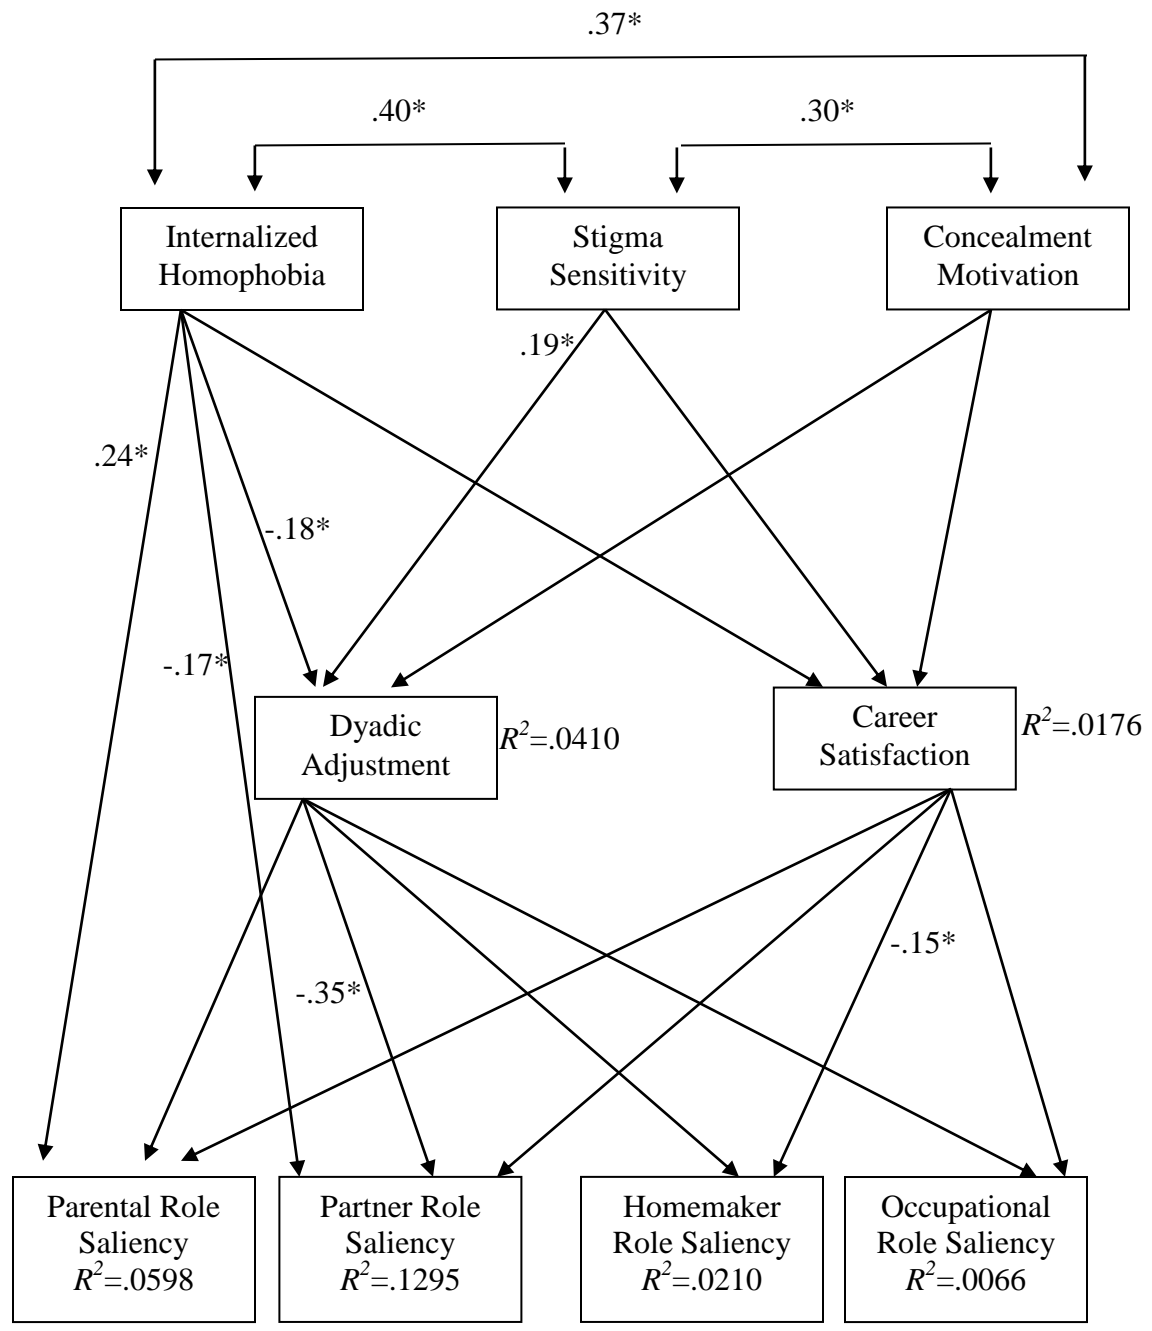 .37*
.40*
.30*
Internalized
Homophobia
Stigma
Sensitivity
Concealment
Motivation
.19*
.24*
-.18*
-.17*
Dyadic
Adjustment
R²=.0410
Career
Satisfaction
R²=.0176
-.15*
-.35*
Parental Role
Saliency
R²=.0598
Partner Role
Saliency
R²=.1295
Homemaker
Role Saliency
R²=.0210
Occupational
Role Saliency
R²=.0066